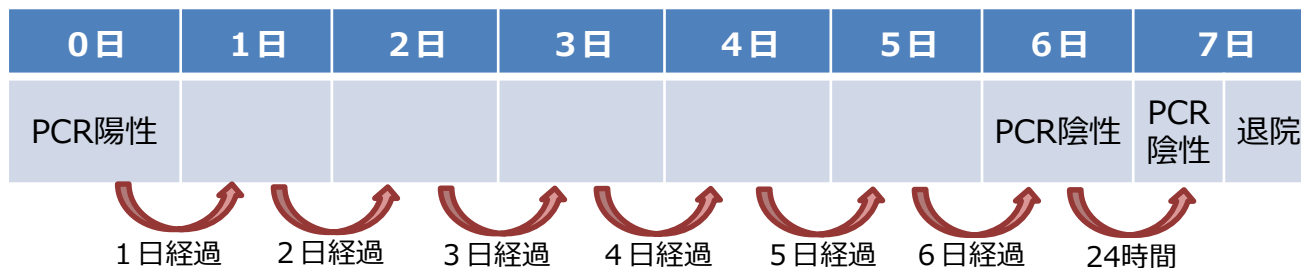 0日 1日 2日 3日 4日 5日 6日 7日
PCR陽性 PCR陰性 PCR陰性 退院
1日経過 2日経過 3日経過 4日経過 5日経過 6日経過 24時間